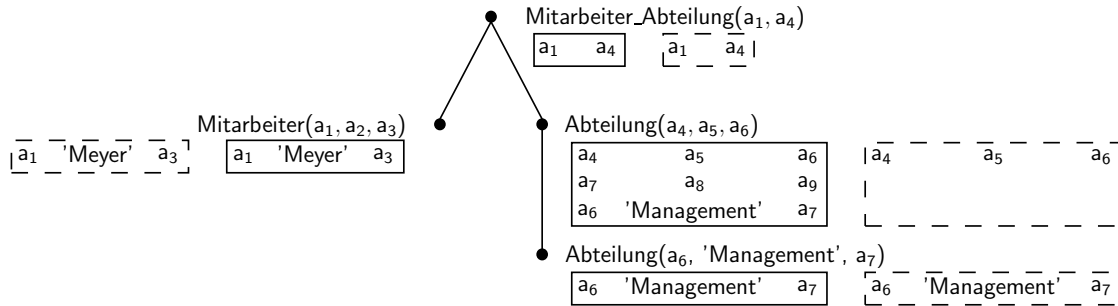 Mitarbeiter_Abteilung(a₁, a₄)
a₁ a₄ a₁ a₄
Mitarbeiter(a₁, a₂, a₃) Abteilung(a₄, a₅, a₆)
a₁ 'Meyer' a₃ a₁ 'Meyer' a₃ a₄ a₅ a₆ a₄ a₅ a₆
a₇ a₈ a₉
a₆ 'Management' a₇
Abteilung(a₆, 'Management', a₇)
a₆ 'Management' a₇ a₆ 'Management' a₇